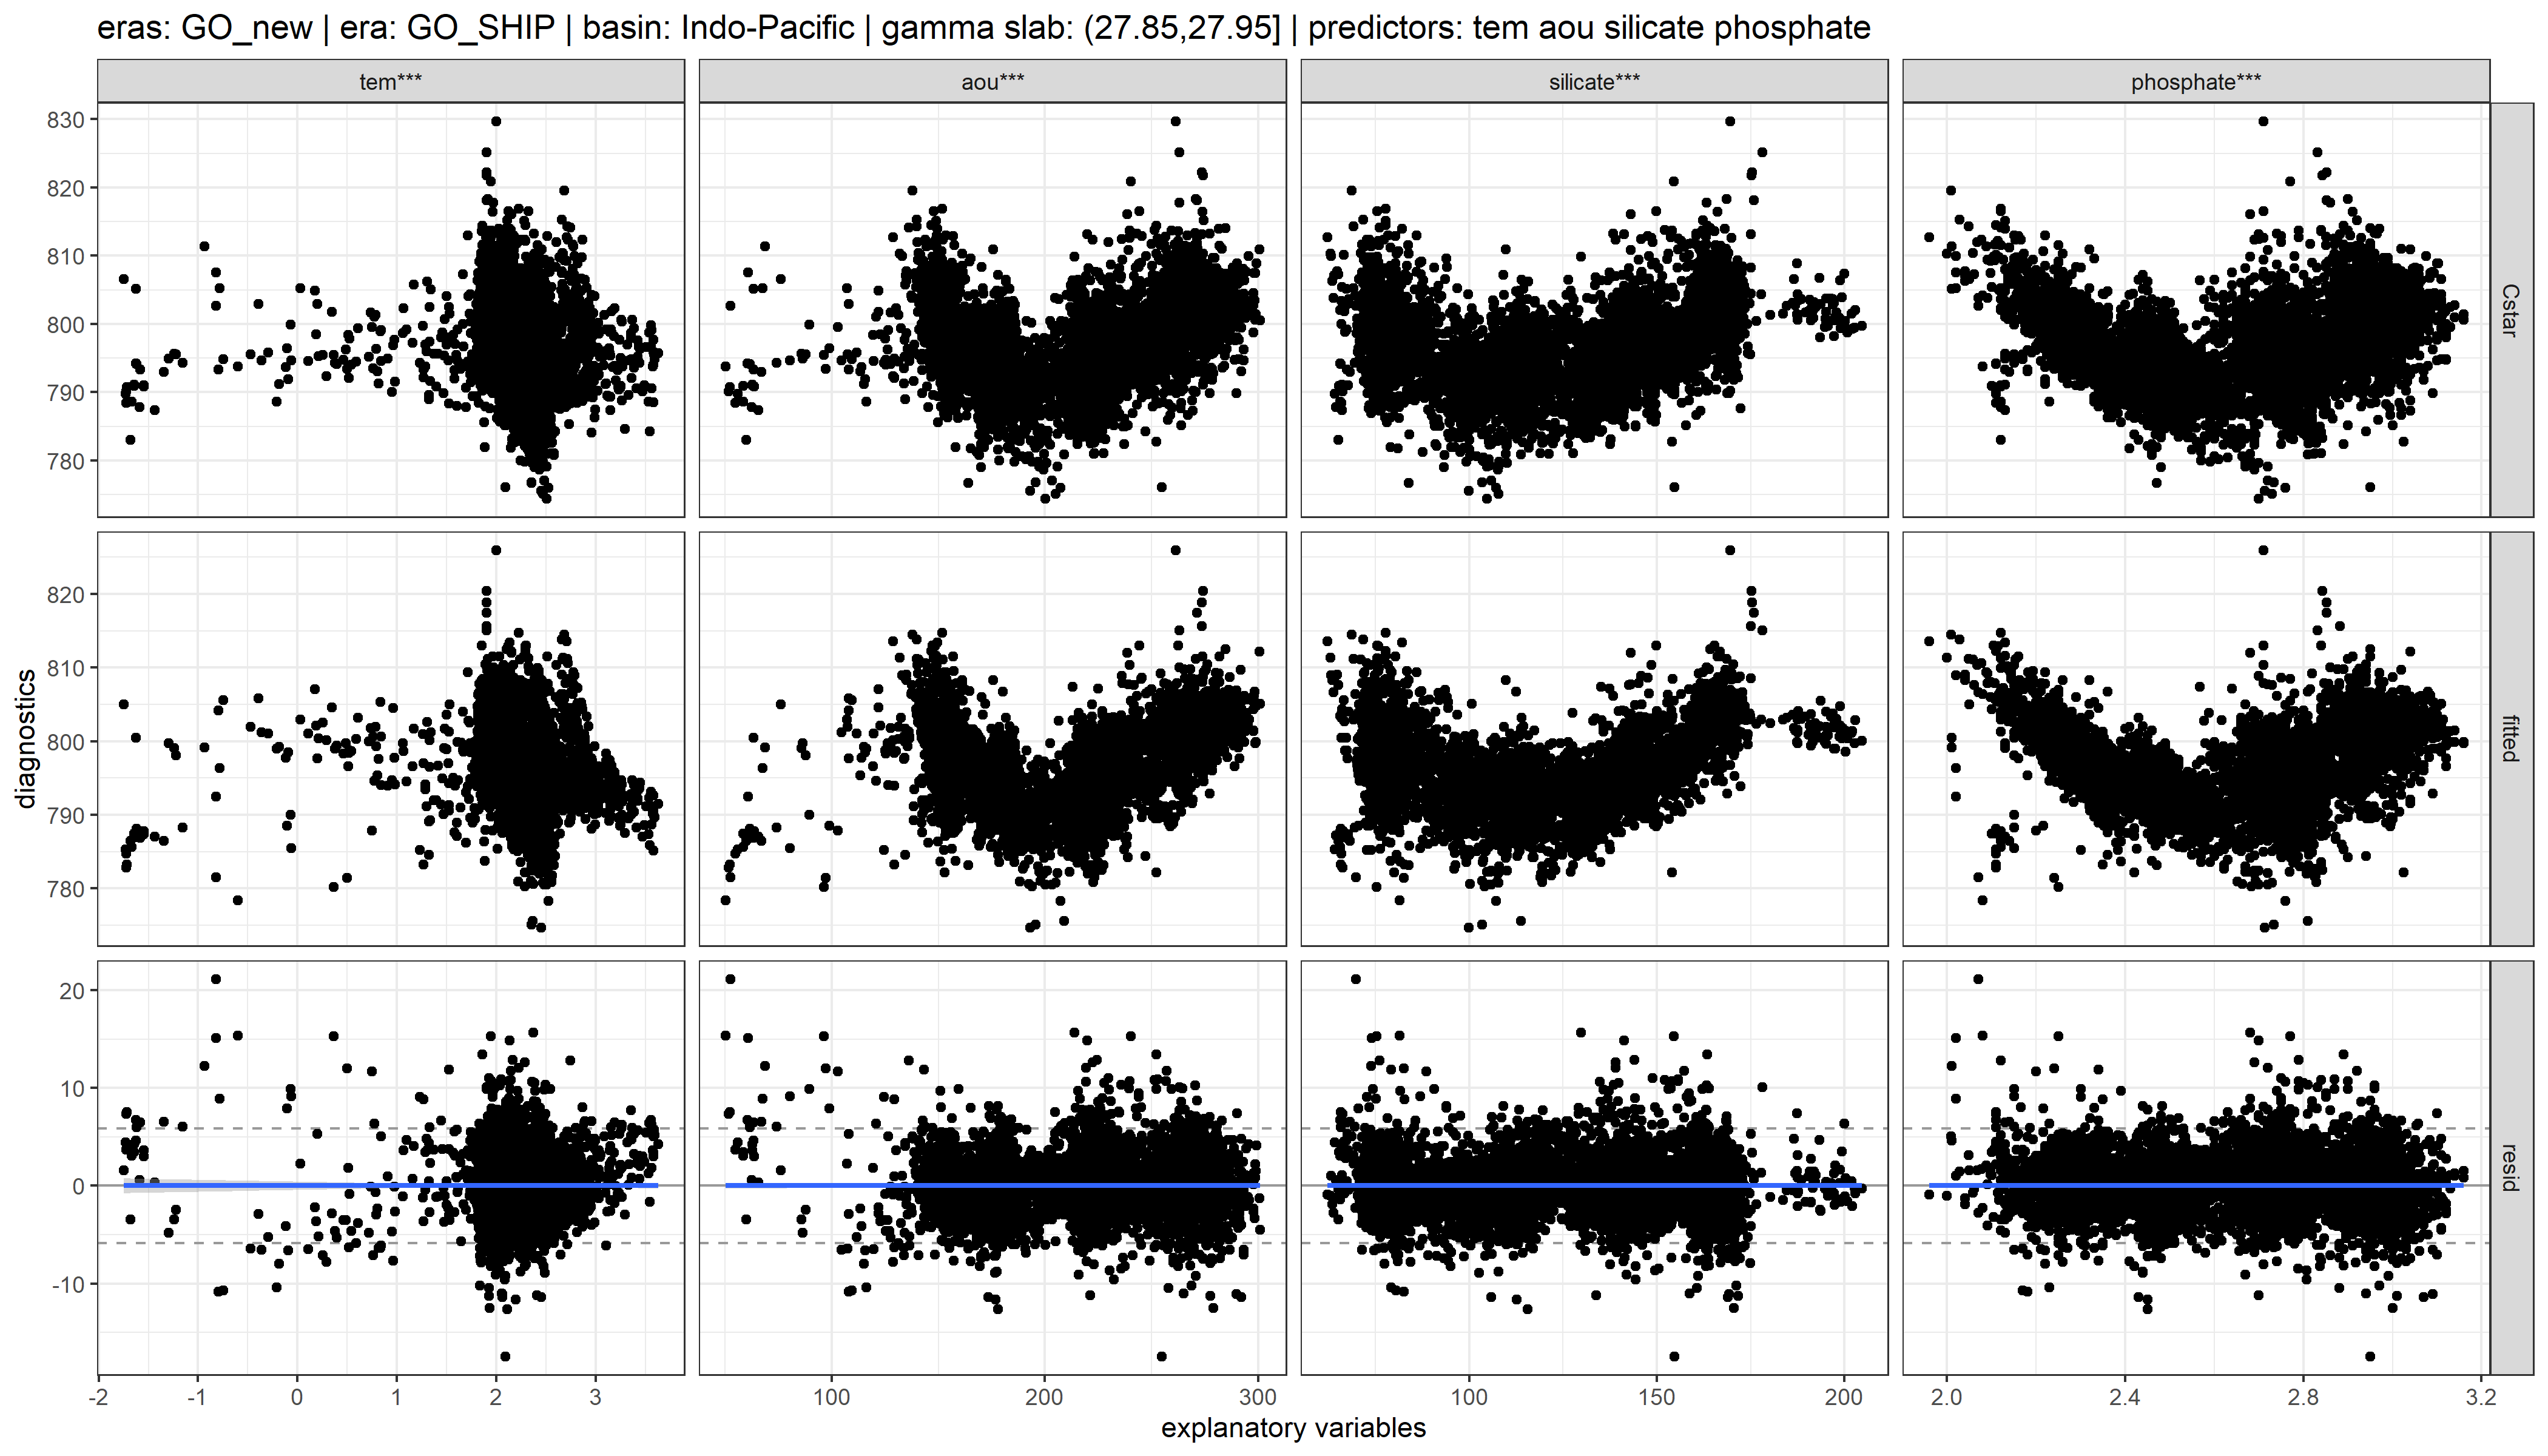 eras: GO_new | era: GO_SHIP | basin: Indo-Pacific | gamma slab: (27.85,27.95] | predictors: tem aou silicate phosphate
tem*** aou*** silicate*** phosphate***
830
820
810
800
790
780
Cstar
820
810
800
790
780
fitted
diagnostics
20
10
0
-10
resid
-2 -1 0 1 2 3 100 200 300 100 150 200 2.0 2.4 2.8 3.2
explanatory variables